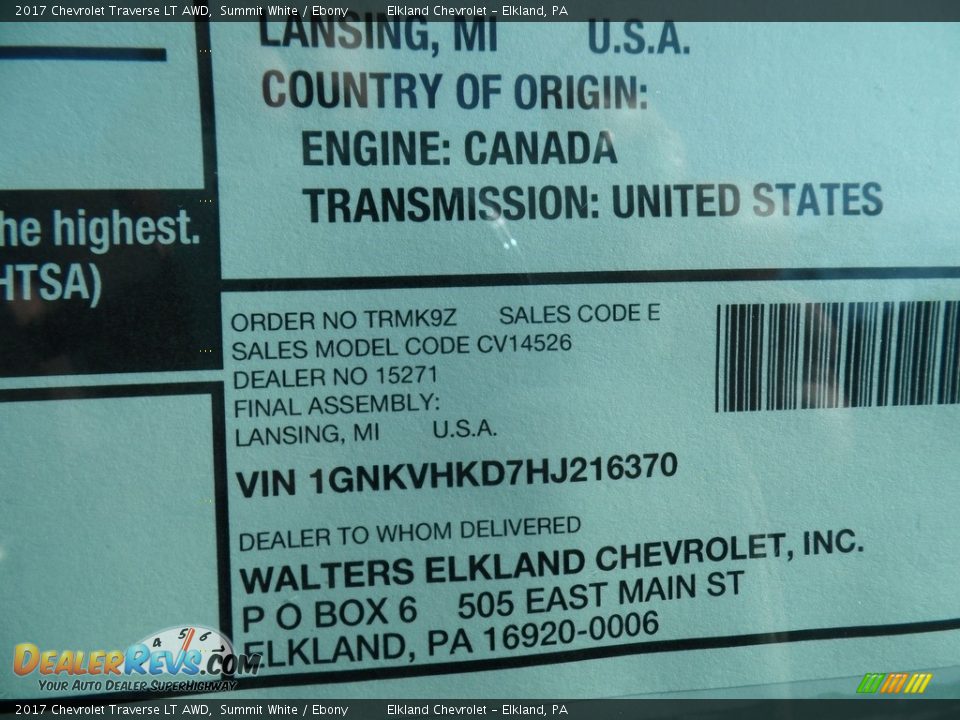 2017 Chevrolet Traverse LT AWD, Summit White / Ebony Elkland Chevrolet - Elkland, PA
LANSING, MI U.S.A.
COUNTRY OF ORIGIN:
ENGINE: CANADA
TRANSMISSION: UNITED STATES
he highest.
HTSA)
ORDER NO TRMK9Z SALES CODE E
SALES MODEL CODE CV14526
DEALER NO 15271
FINAL ASSEMBLY:
LANSING, MI U.S.A.
VIN 1GNKVHKD7HJ216370
DEALER TO WHOM DELIVERED
WALTERS ELKLAND CHEVROLET, INC.
P O BOX 6 505 EAST MAIN ST
ELKLAND, PA 16920-0006
4 5 6
DealerRevs.com
Your Auto Dealer SuperHighway
2017 Chevrolet Traverse LT AWD, Summit White / Ebony Elkland Chevrolet - Elkland, PA